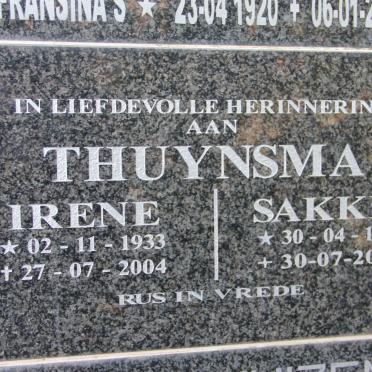 FRANSINA S ★ 23-04 1920 + 06-01-2
IN LIEFDEVOLLE HERINNERIN
AAN
THUYNSMA
IRENE
★ 02 - 11 - 1933
† 27 - 07 - 2004
SAKK
★ 30 - 04 - 1
+ 30-07-20
RUS IN VREDE